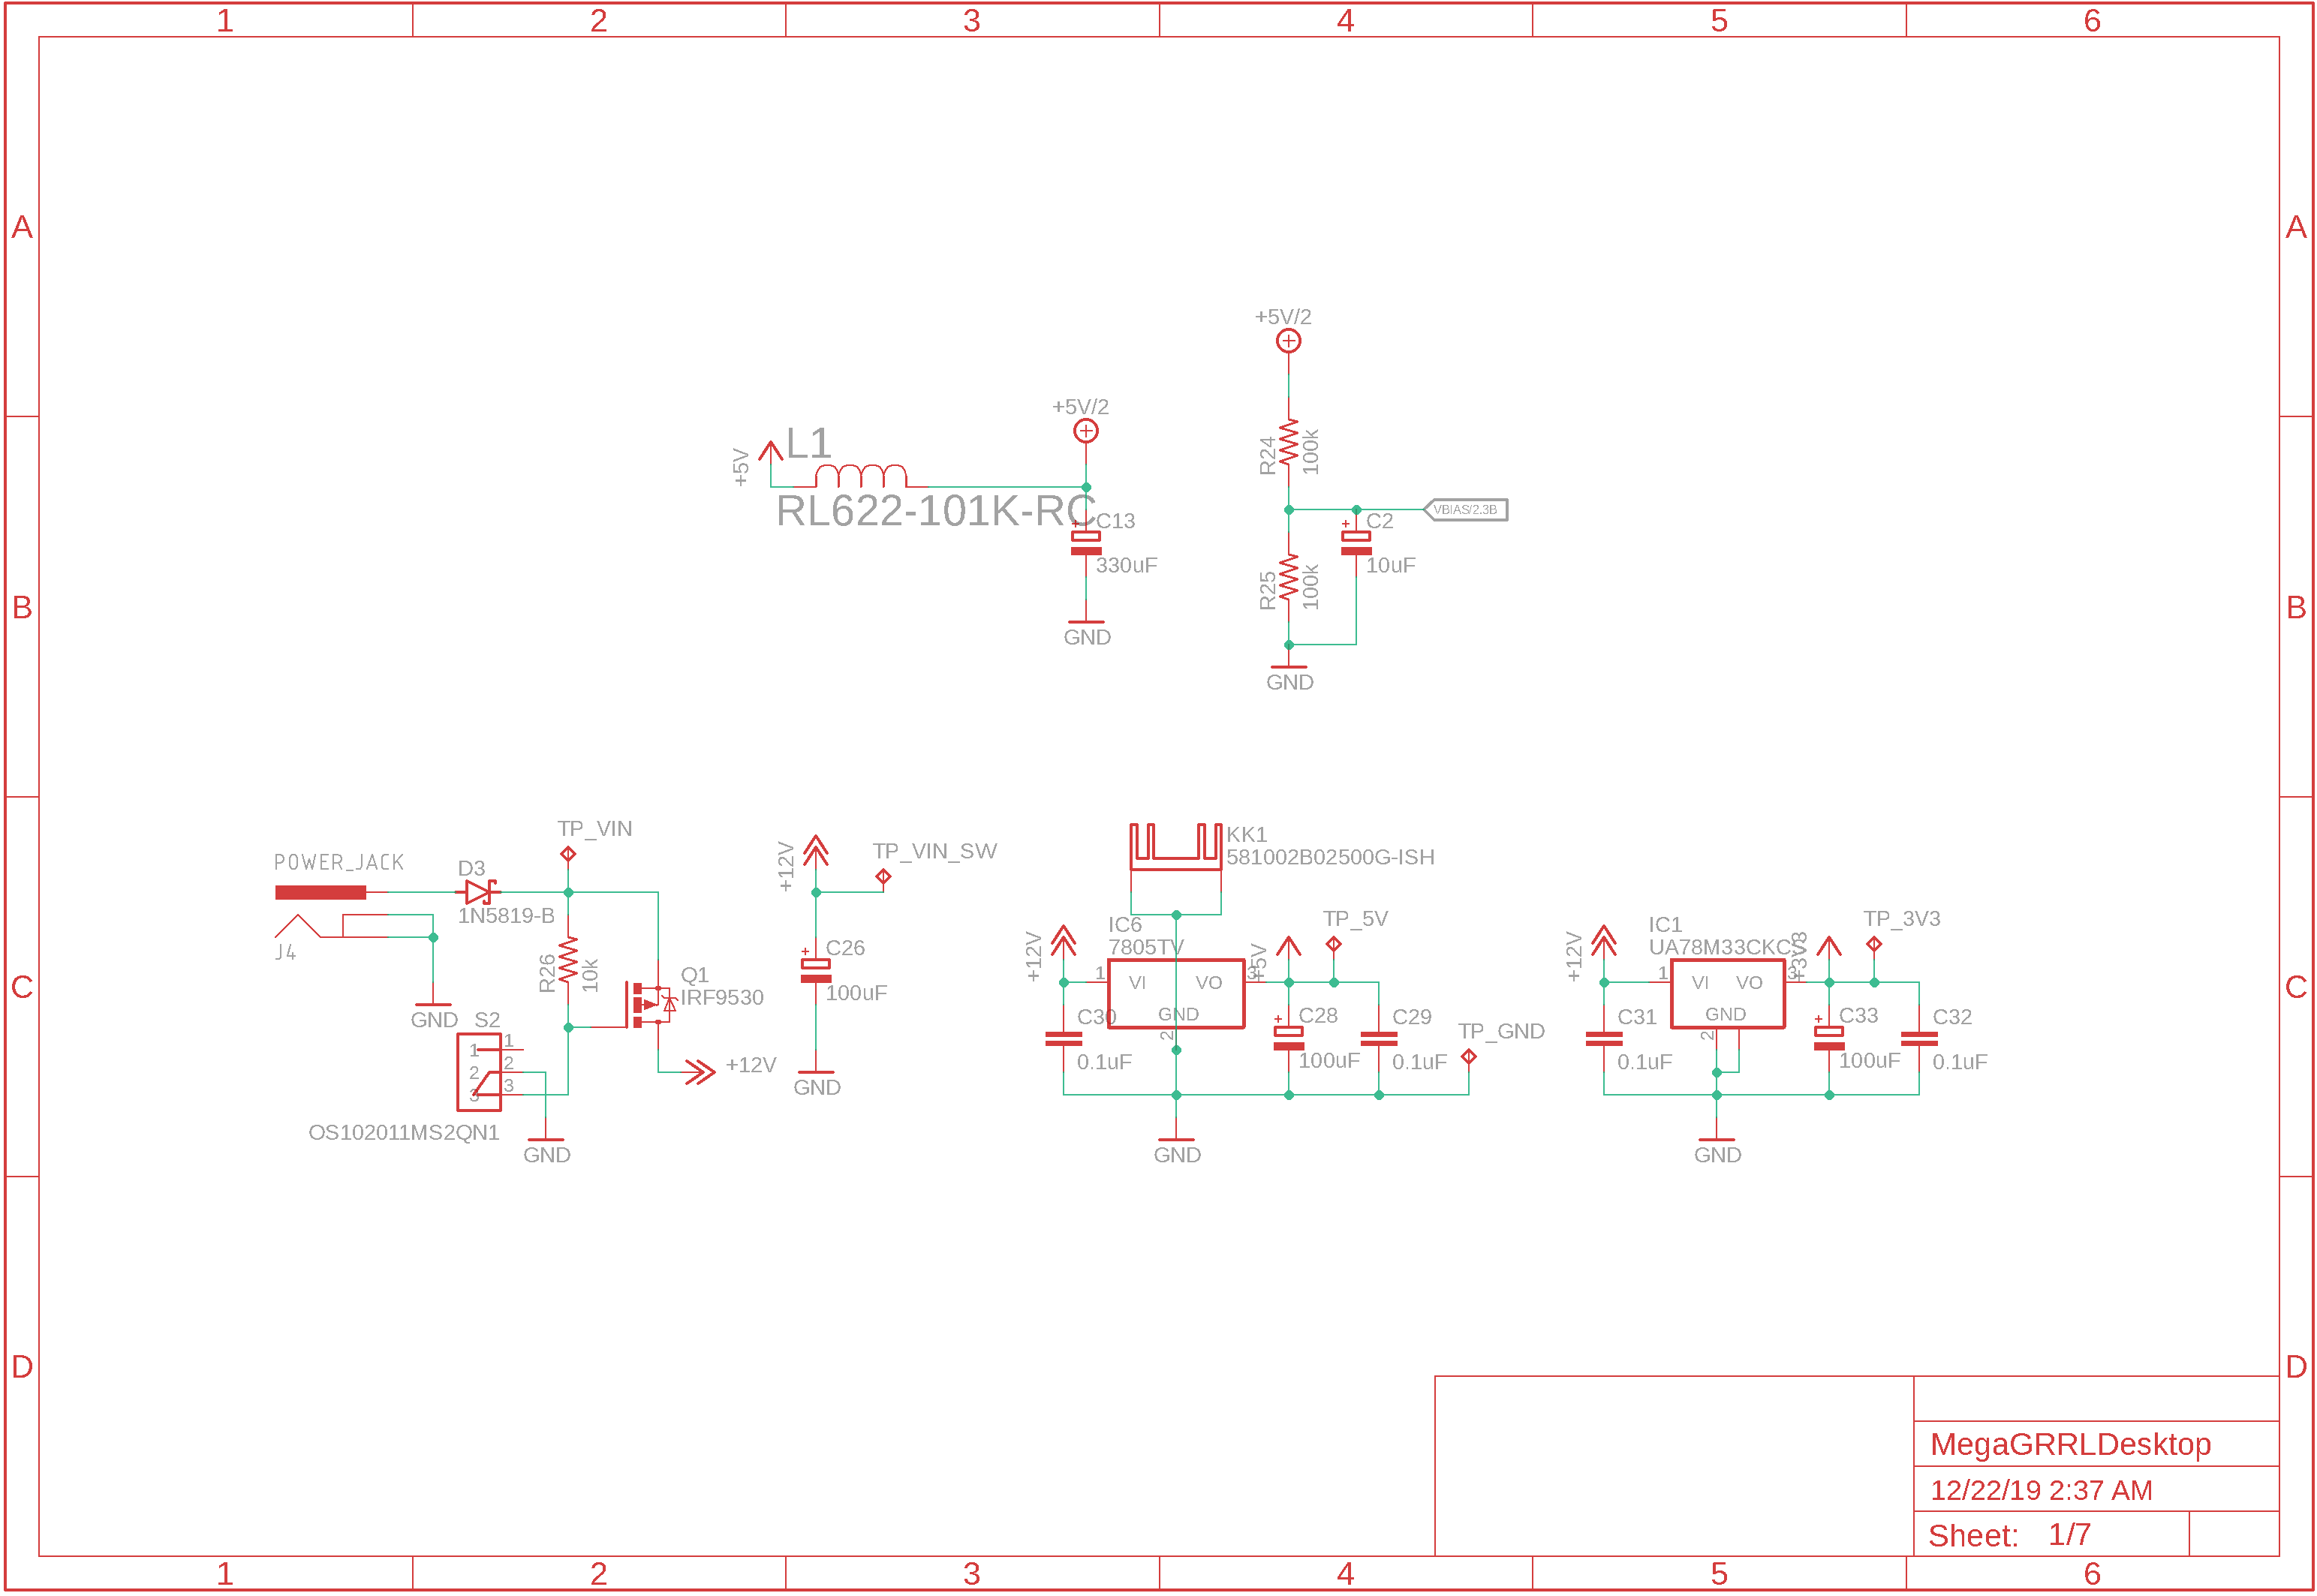 1 2 3 4 5 6
A A
+5V/2
+5V/2
+5V
L1
RL622-101K-RC
R24
100k
VBIAS/2.3B
+
C13
330uF
+
C2
10uF
R25
100k
B B
GND
GND
TP_VIN
POWER_JACK
D3
1N5819-B
J4
+12V
TP_VIN_SW
KK1
581002B02500G-ISH
+12V
IC6
7805TV
+5V
TP_5V
+12V
IC1
UA78M33CKCS
+3V3
TP_3V3
R26
10k
Q1
IRF9530
+
C26
100uF
1
VI
VO
3
GND
2
1
VI
VO
3
GND
2
C C
GND
S2
1 1
2 2
3 3
OS102011MS2QN1
GND
+12V
GND
C30
0.1uF
+
C28
100uF
C29
0.1uF
TP_GND
GND
C31
0.1uF
+
C33
100uF
C32
0.1uF
GND
D D
MegaGRRLDesktop
12/22/19 2:37 AM
Sheet: 1/7
1 2 3 4 5 6